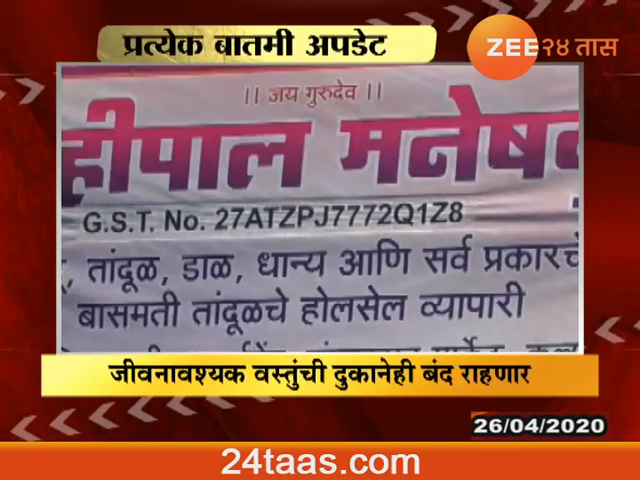 प्रत्येक बातमी अपडेट
ZEE २४ तास
।। जय गुरुदेव ।।
हीपाल
G.S.T. No. 27ATZPJ7772Q1Z8
तांदूळ, डाळ, धान्य आणि सर्व प्रकारचे
बासमती तांदूळचे होलसेल व्यापारी
जीवनावश्यक वस्तुंची दुकानेही बंद राहणार
26/04/2020
24taas.com